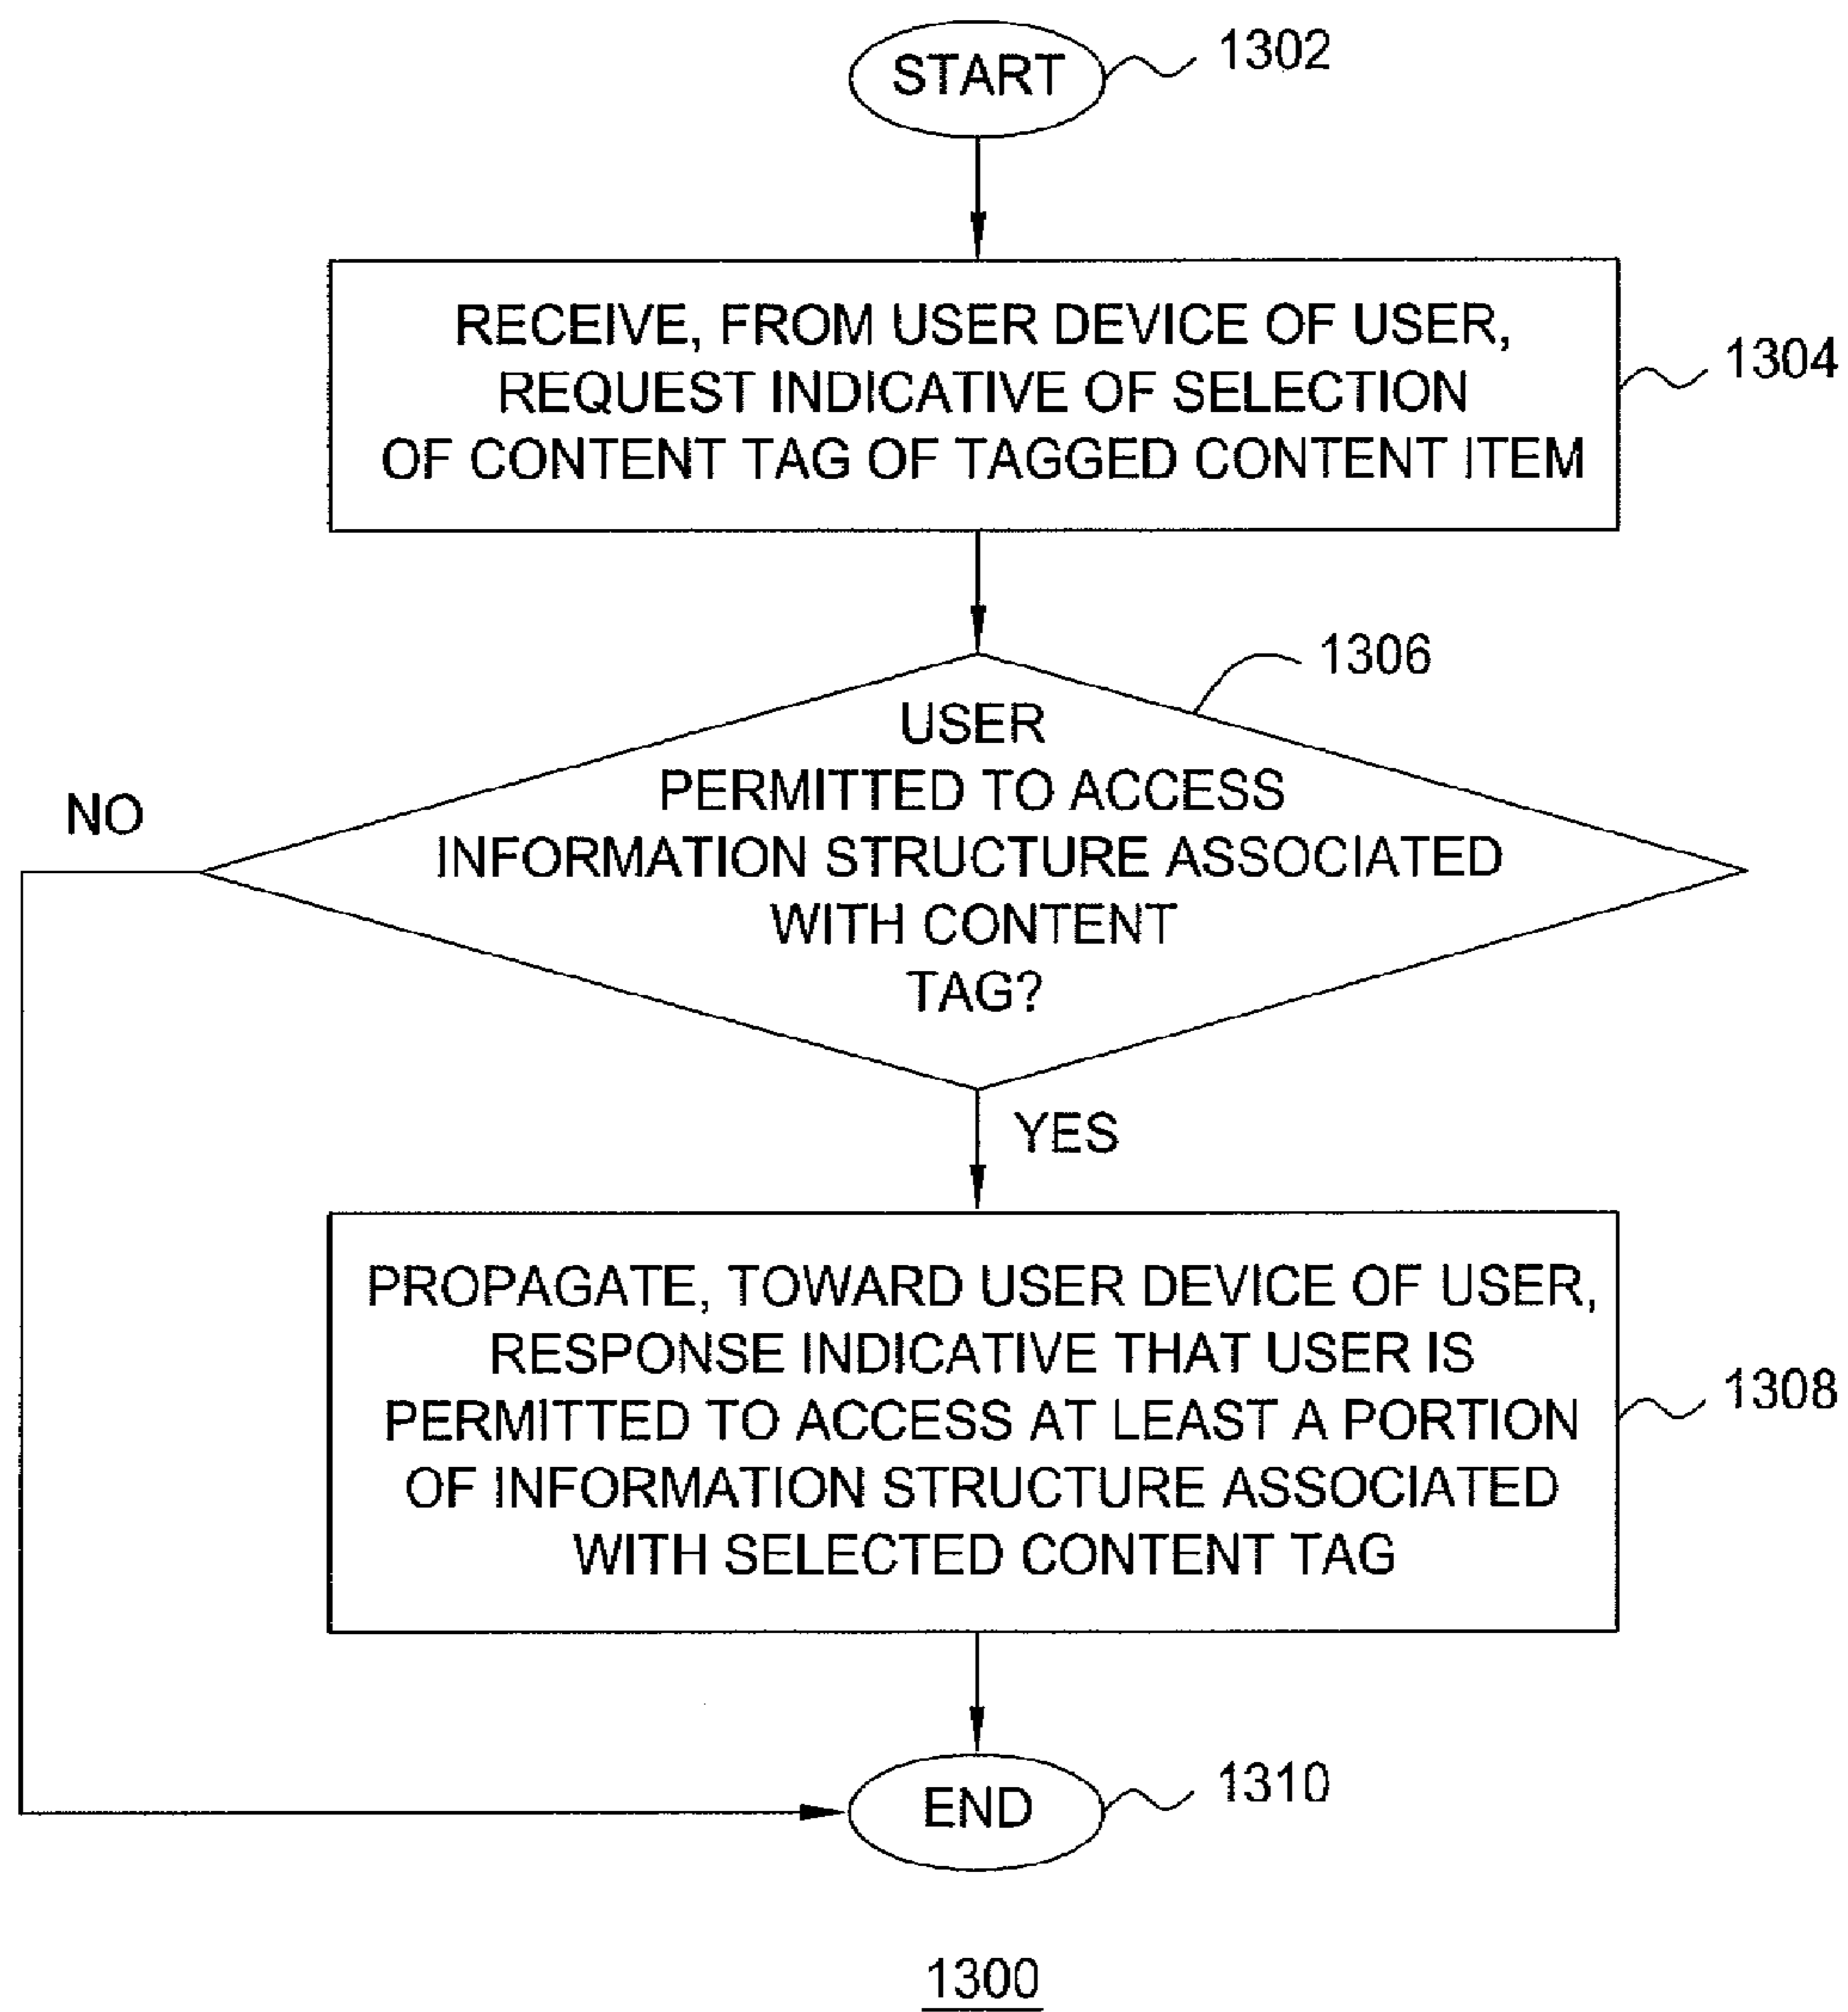 START
1302
RECEIVE, FROM USER DEVICE OF USER,
REQUEST INDICATIVE OF SELECTION
OF CONTENT TAG OF TAGGED CONTENT ITEM
1304
1306
USER
PERMITTED TO ACCESS
INFORMATION STRUCTURE ASSOCIATED
WITH CONTENT
TAG?
NO
YES
PROPAGATE, TOWARD USER DEVICE OF USER,
RESPONSE INDICATIVE THAT USER IS
PERMITTED TO ACCESS AT LEAST A PORTION
OF INFORMATION STRUCTURE ASSOCIATED
WITH SELECTED CONTENT TAG
1308
END
1310
1300